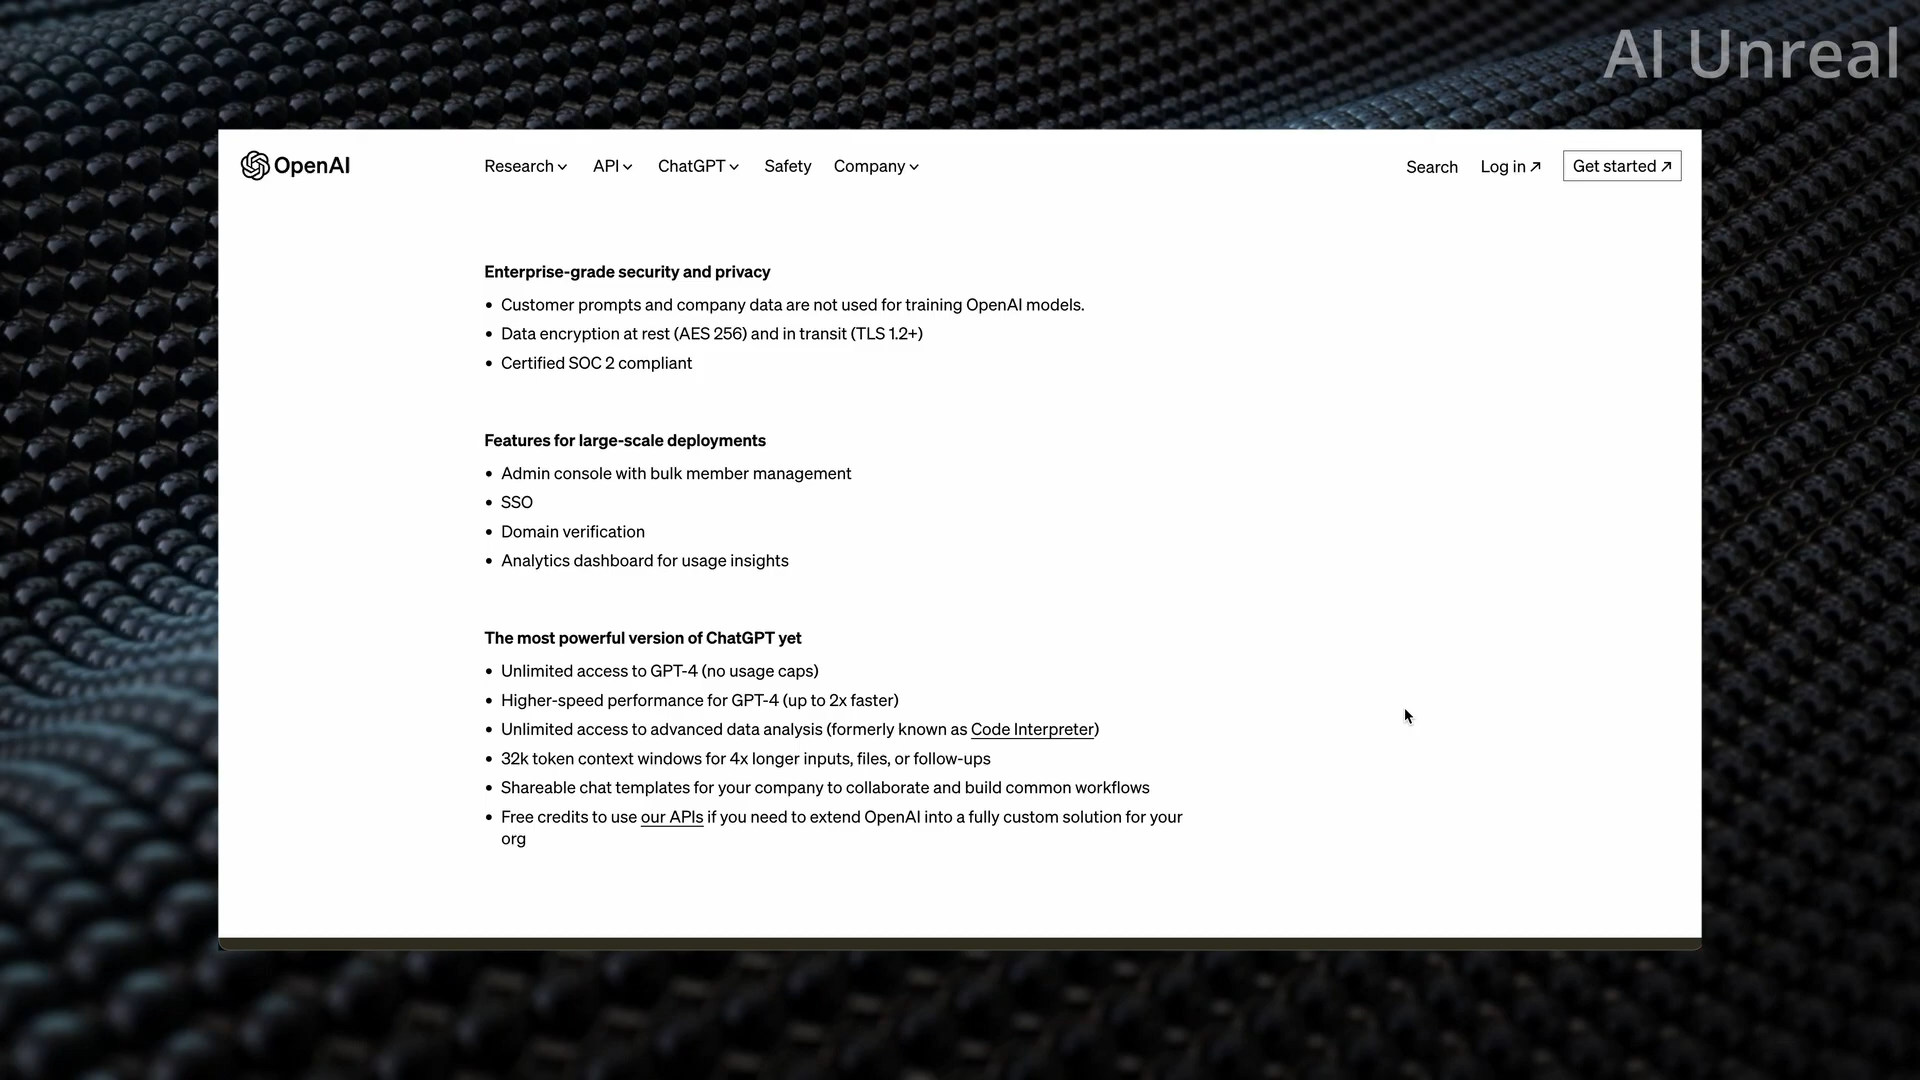 AI Unreal
OpenAI
Research
API
ChatGPT
Safety
Company
Search
Log in ↗
Get started ↗
Enterprise-grade security and privacy
• Customer prompts and company data are not used for training OpenAI models.
• Data encryption at rest (AES 256) and in transit (TLS 1.2+)
• Certified SOC 2 compliant
Features for large-scale deployments
• Admin console with bulk member management
• SSO
• Domain verification
• Analytics dashboard for usage insights
The most powerful version of ChatGPT yet
• Unlimited access to GPT-4 (no usage caps)
• Higher-speed performance for GPT-4 (up to 2x faster)
• Unlimited access to advanced data analysis (formerly known as Code Interpreter)
• 32k token context windows for 4x longer inputs, files, or follow-ups
• Shareable chat templates for your company to collaborate and build common workflows
• Free credits to use our APIs if you need to extend OpenAI into a fully custom solution for your
org